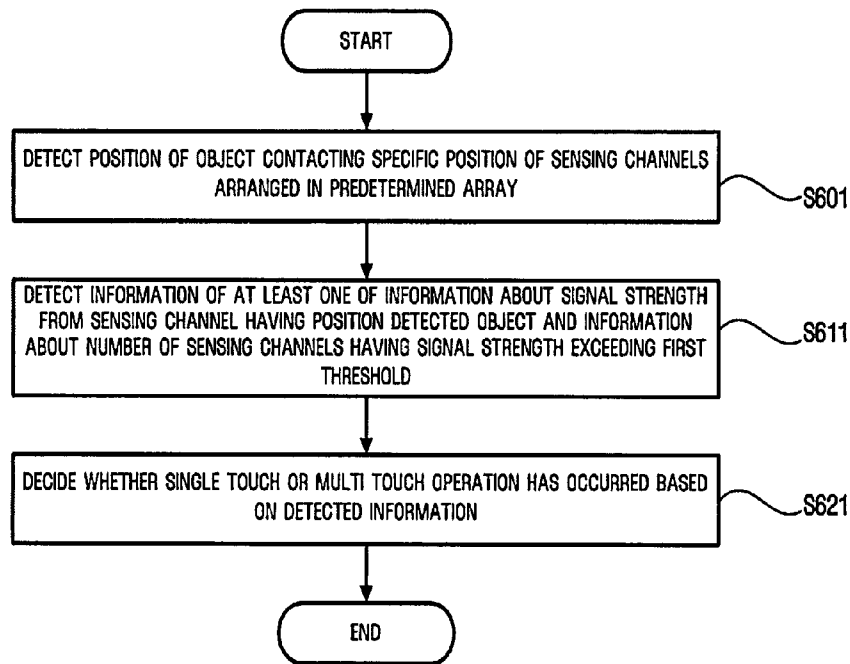 START
DETECT POSITION OF OBJECT CONTACTING SPECIFIC POSITION OF SENSING CHANNELS
ARRANGED IN PREDETERMINED ARRAY
S601
DETECT INFORMATION OF AT LEAST ONE OF INFORMATION ABOUT SIGNAL STRENGTH
FROM SENSING CHANNEL HAVING POSITION DETECTED OBJECT AND INFORMATION
ABOUT NUMBER OF SENSING CHANNELS HAVING SIGNAL STRENGTH EXCEEDING FIRST
THRESHOLD
S611
DECIDE WHETHER SINGLE TOUCH OR MULTI TOUCH OPERATION HAS OCCURRED BASED
ON DETECTED INFORMATION
S621
END